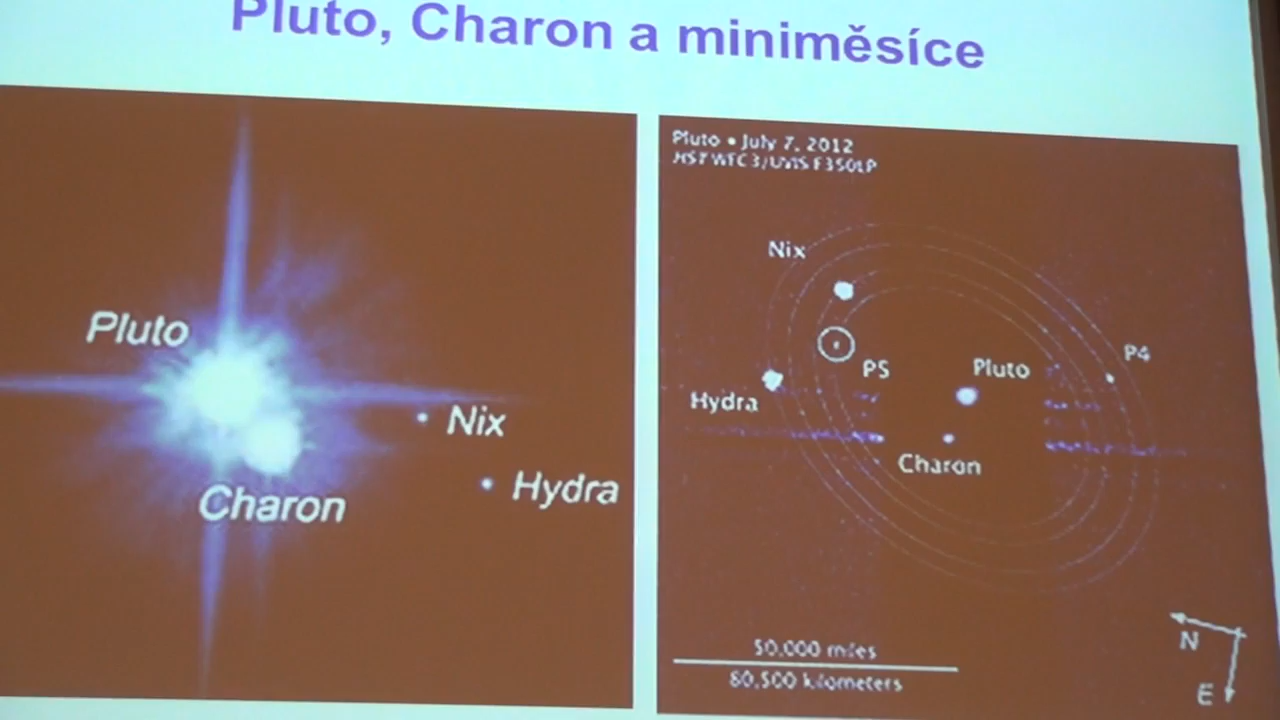 Pluto, Charon a miniměsíce
Pluto
Nix
Hydra
Charon
Pluto • July 7, 2012
HST WFC3/UVIS F350LP
Nix
P5
P4
Pluto
Hydra
Charon
50,000 miles
80,500 kilometers
N
E